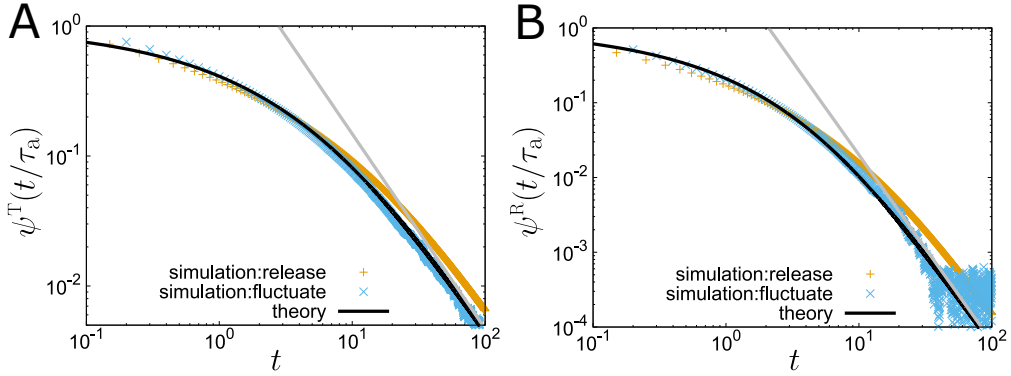 A
10^0
10^-1
10^-2
ψ^T(t/τ_a)
simulation:release
simulation:fluctuate
theory
10^-1 10^0 10^1 10^2
t
B
10^0
10^-1
10^-2
10^-3
10^-4
ψ^R(t/τ_a)
simulation:release
simulation:fluctuate
theory
10^-1 10^0 10^1 10^2
t